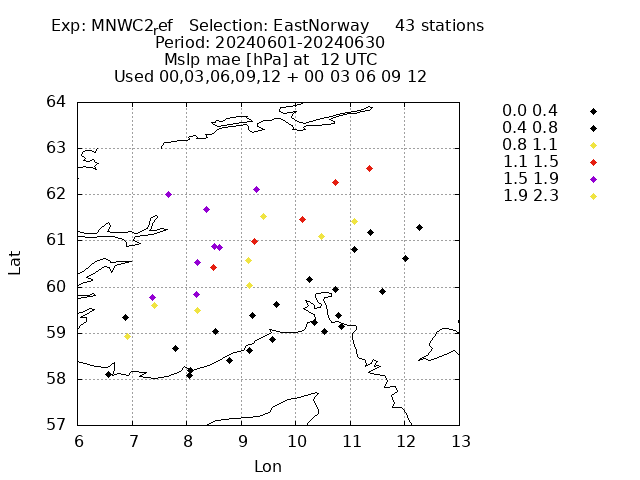 Exp: MNWC2ref   Selection: EastNorway     43 stations
Period: 20240601-20240630
Mslp mae [hPa] at  12 UTC
Used 00,03,06,09,12 + 00 03 06 09 12
0.0 0.4
0.4 0.8
0.8 1.1
1.1 1.5
1.5 1.9
1.9 2.3
64
63
62
61
60
59
58
57
Lat
6 7 8 9 10 11 12 13
Lon